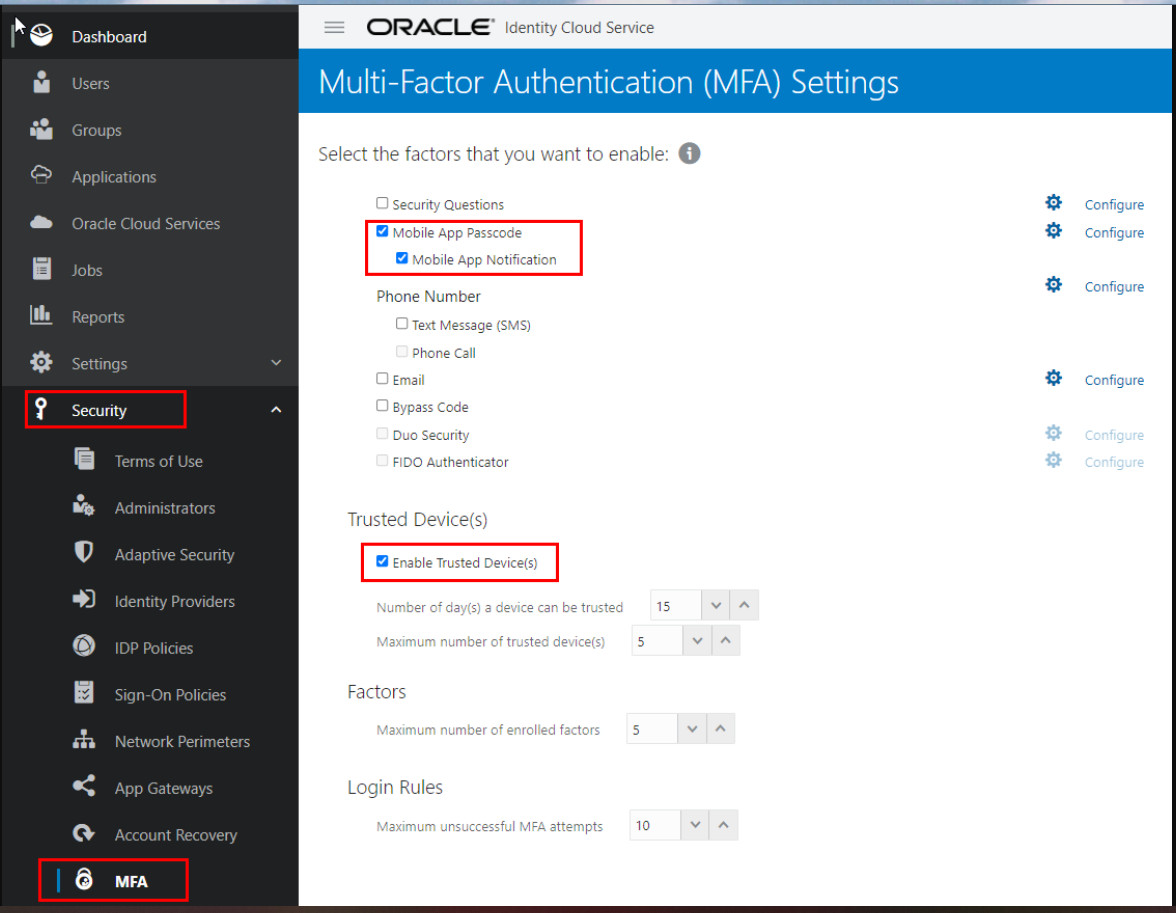 Dashboard
Users
Groups
Applications
Oracle Cloud Services
Jobs
Reports
Settings
Security
Terms of Use
Administrators
Adaptive Security
Identity Providers
IDP Policies
Sign-On Policies
Network Perimeters
App Gateways
Account Recovery
MFA
ORACLE® Identity Cloud Service
Multi-Factor Authentication (MFA) Settings
Select the factors that you want to enable:
Security Questions Configure
Mobile App Passcode Configure
Mobile App Notification
Phone Number Configure
Text Message (SMS)
Phone Call
Email Configure
Bypass Code
Duo Security Configure
FIDO Authenticator Configure
Trusted Device(s)
Enable Trusted Device(s)
Number of day(s) a device can be trusted 15
Maximum number of trusted device(s) 5
Factors
Maximum number of enrolled factors 5
Login Rules
Maximum unsuccessful MFA attempts 10